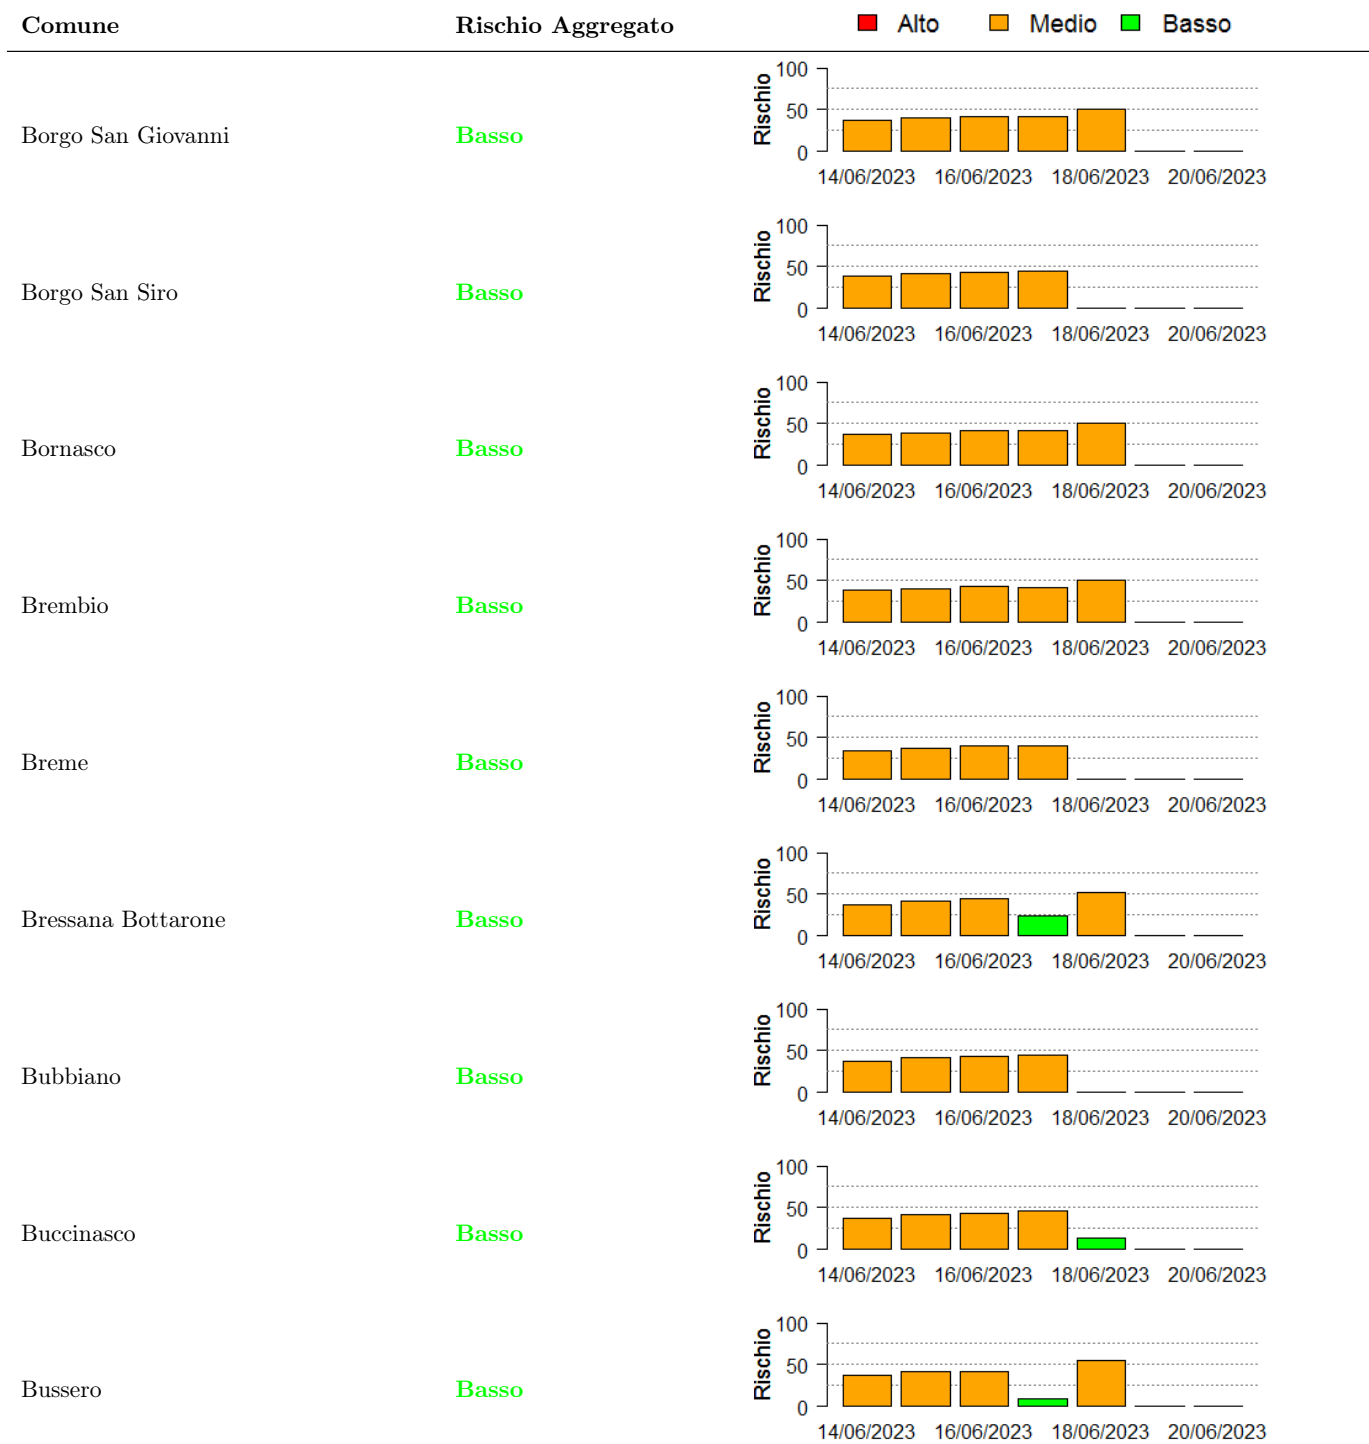 Comune Rischio Aggregato Alto Medio Basso
Borgo San Giovanni Basso Rischio 100 50 0
14/06/2023 16/06/2023 18/06/2023 20/06/2023
Borgo San Siro Basso Rischio 100 50 0
14/06/2023 16/06/2023 18/06/2023 20/06/2023
Bornasco Basso Rischio 100 50 0
14/06/2023 16/06/2023 18/06/2023 20/06/2023
Brembio Basso Rischio 100 50 0
14/06/2023 16/06/2023 18/06/2023 20/06/2023
Breme Basso Rischio 100 50 0
14/06/2023 16/06/2023 18/06/2023 20/06/2023
Bressana Bottarone Basso Rischio 100 50 0
14/06/2023 16/06/2023 18/06/2023 20/06/2023
Bubbiano Basso Rischio 100 50 0
14/06/2023 16/06/2023 18/06/2023 20/06/2023
Buccinasco Basso Rischio 100 50 0
14/06/2023 16/06/2023 18/06/2023 20/06/2023
Bussero Basso Rischio 100 50 0
14/06/2023 16/06/2023 18/06/2023 20/06/2023